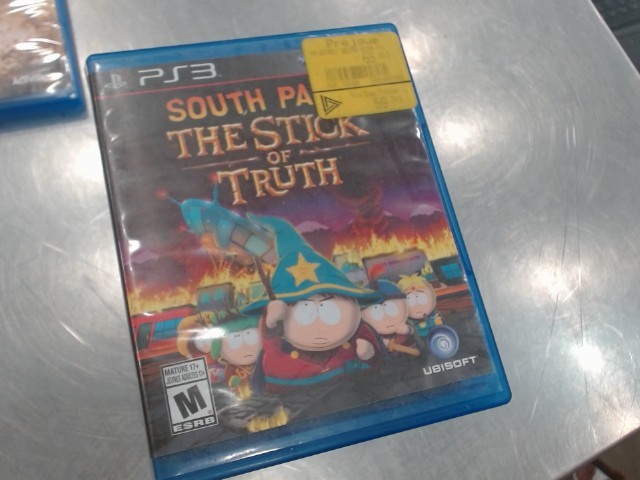 PS3
SOUTH PA
THE STICK
OF
TRUTH
MATURE 17+
M
ESRB
UBISOFT